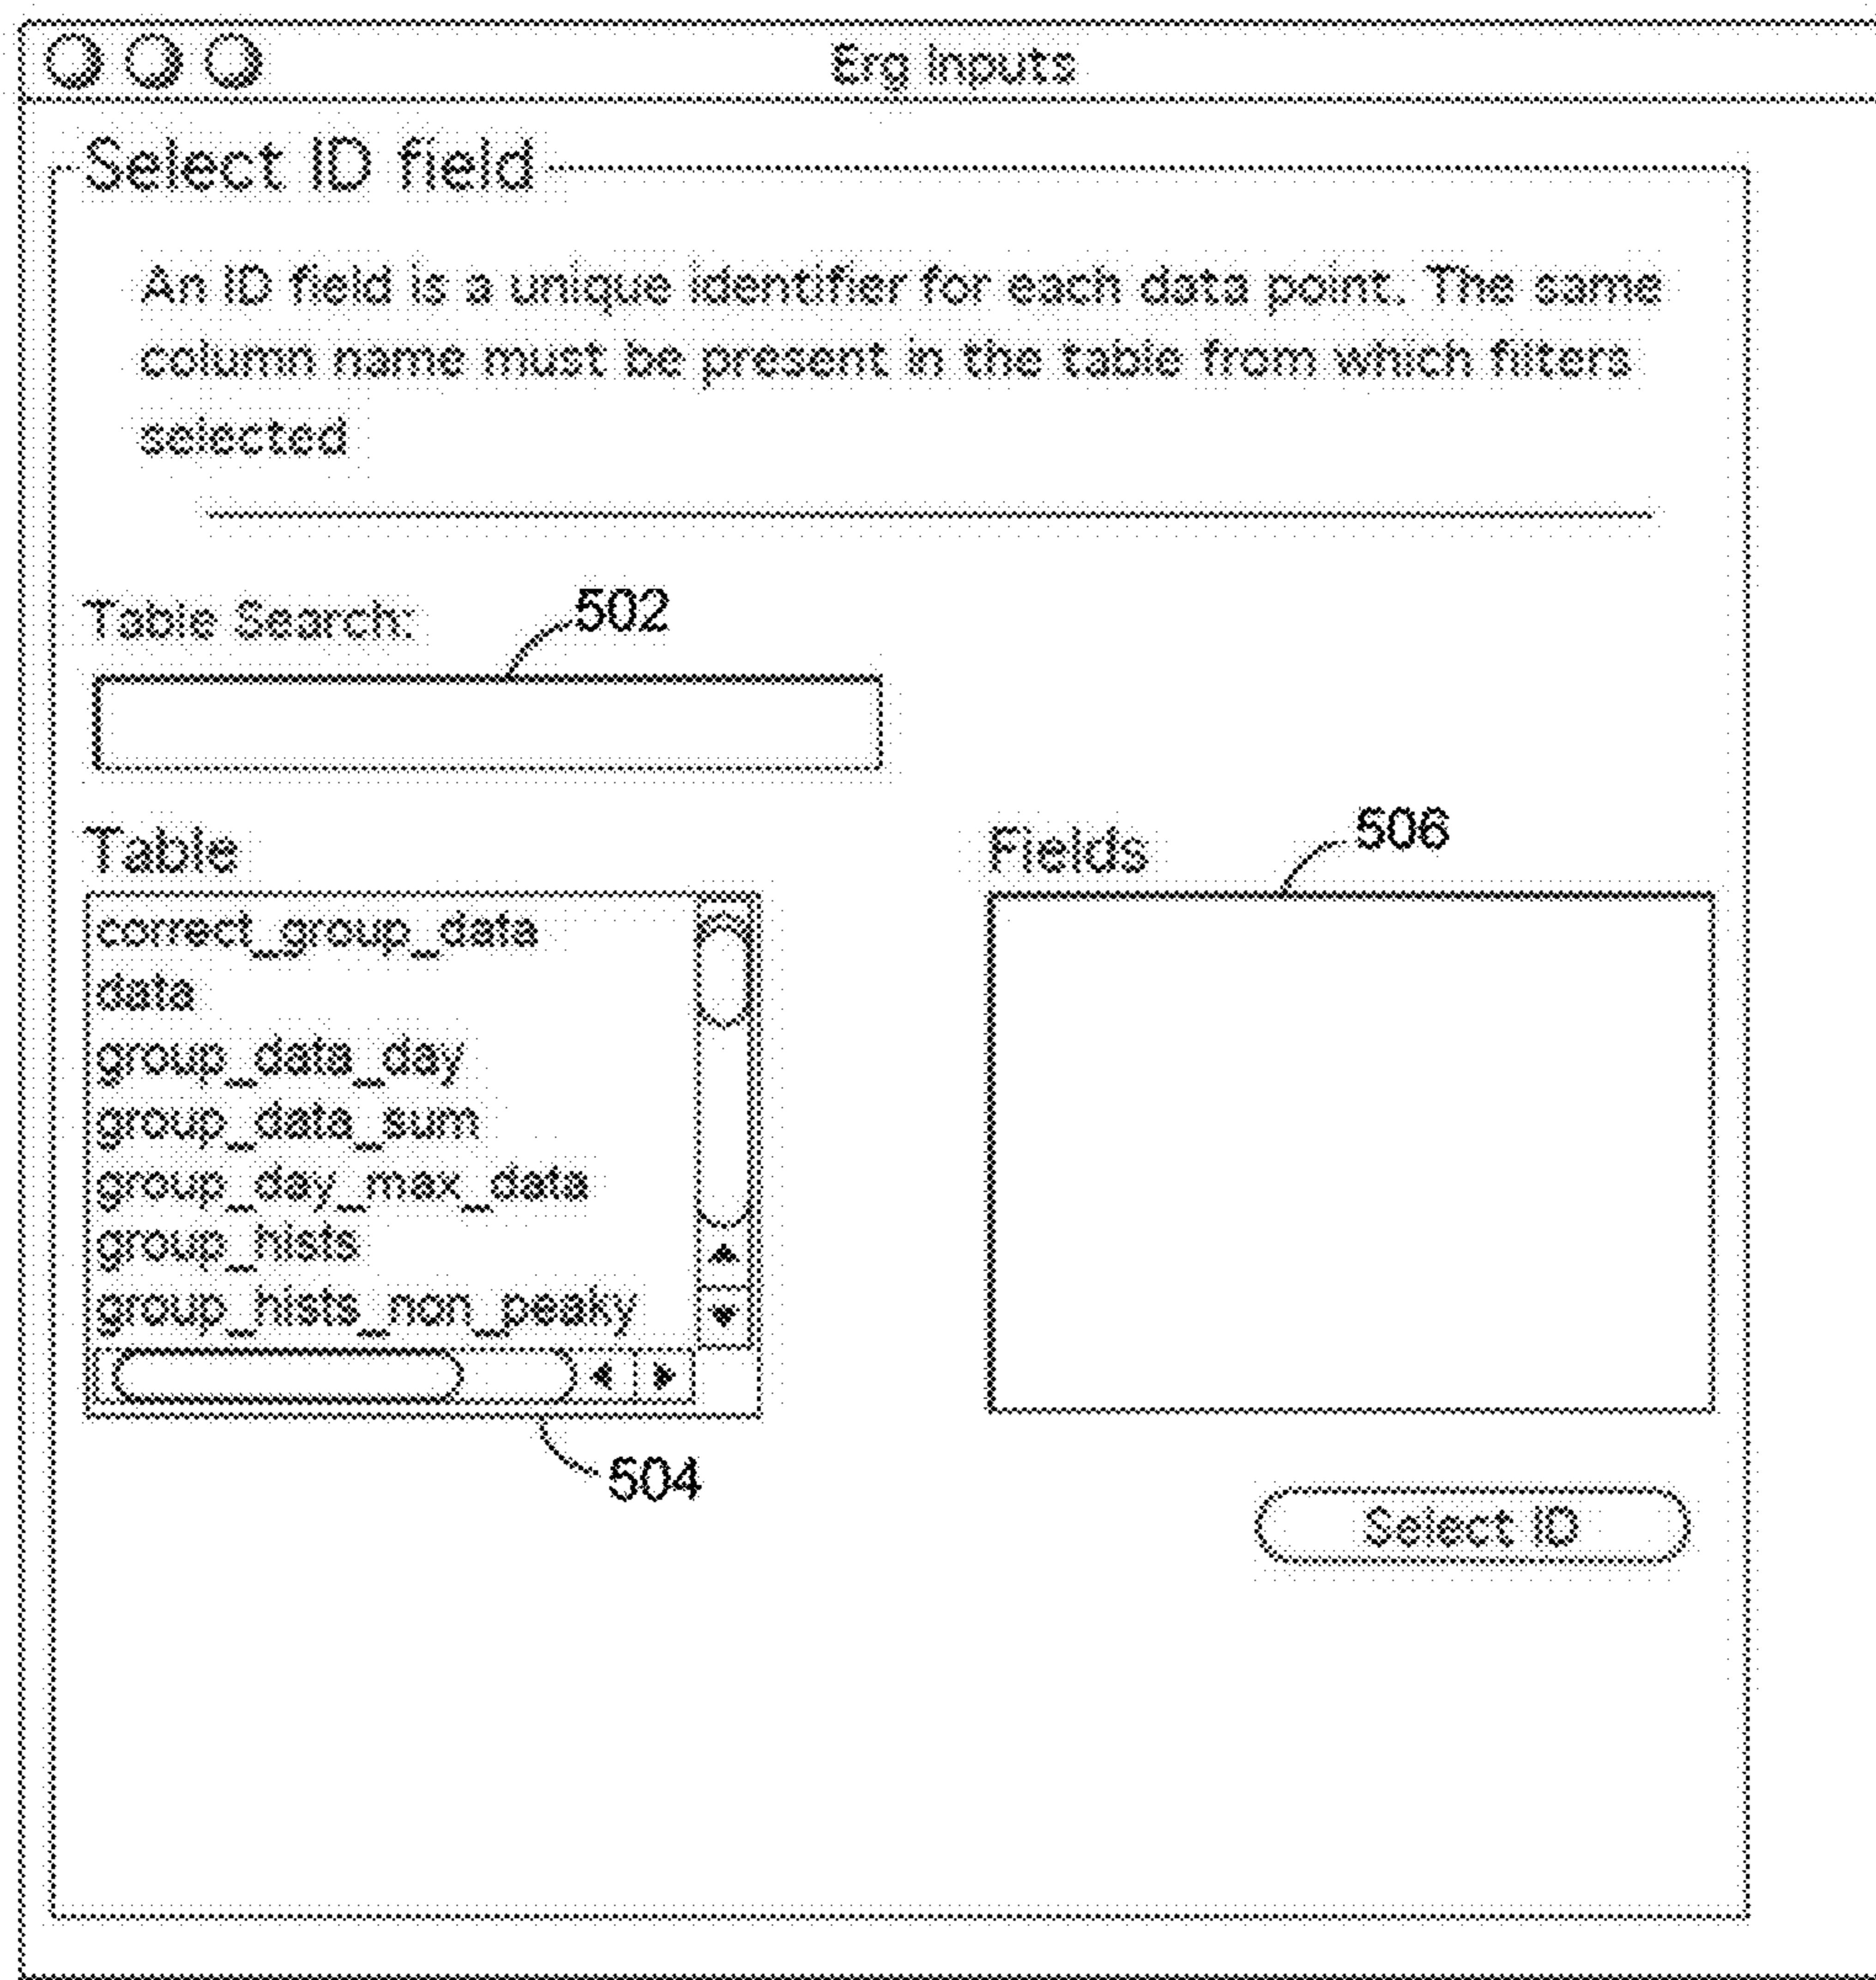 Erg inputs
Select ID field
An ID field is a unique identifier for each data point. The same
column name must be present in the table from which filters
selected
Table Search:
502
Table
Fields
506
correct_group_data
data
group_data_day
group_data_sum
group_day_max_data
group_hists
group_hists_non_peaky
504
Select ID